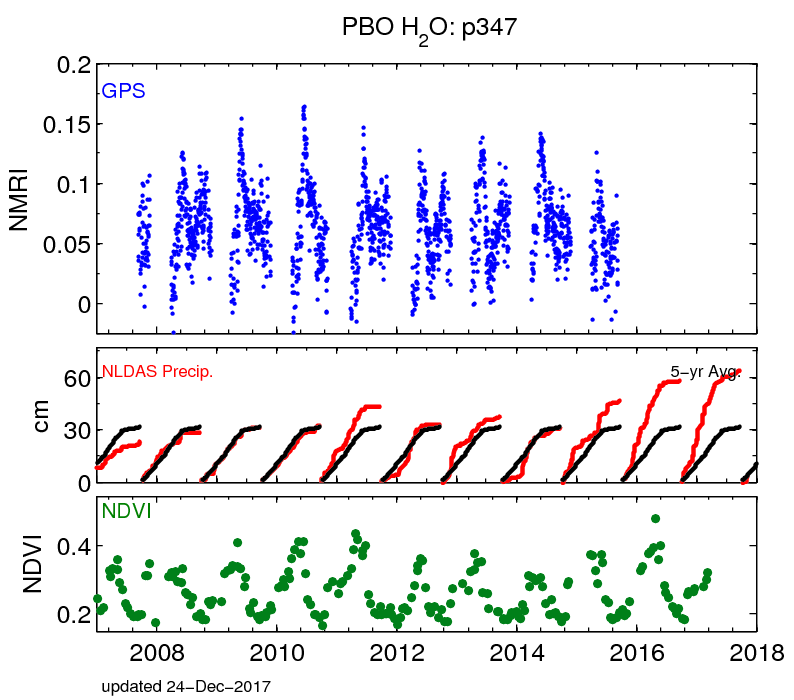 PBO H2O: p347
0.2
GPS
0.15
0.1
NMRI
0.05
0
NLDAS Precip. 5-yr Avg.
60
cm
30
0
NDVI
0.4
NDVI
0.2
2008 2010 2012 2014 2016 2018
updated 24-Dec-2017